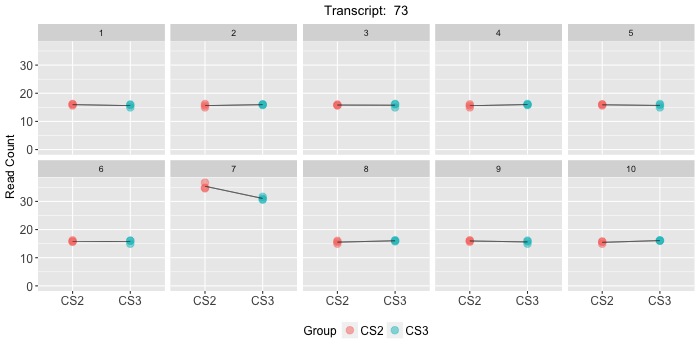 Transcript: 73
1 2 3 4 5
30
20
10
0
Read Count
6 7 8 9 10
30
20
10
0
CS2 CS3 CS2 CS3 CS2 CS3 CS2 CS3 CS2 CS3
Group CS2 CS3